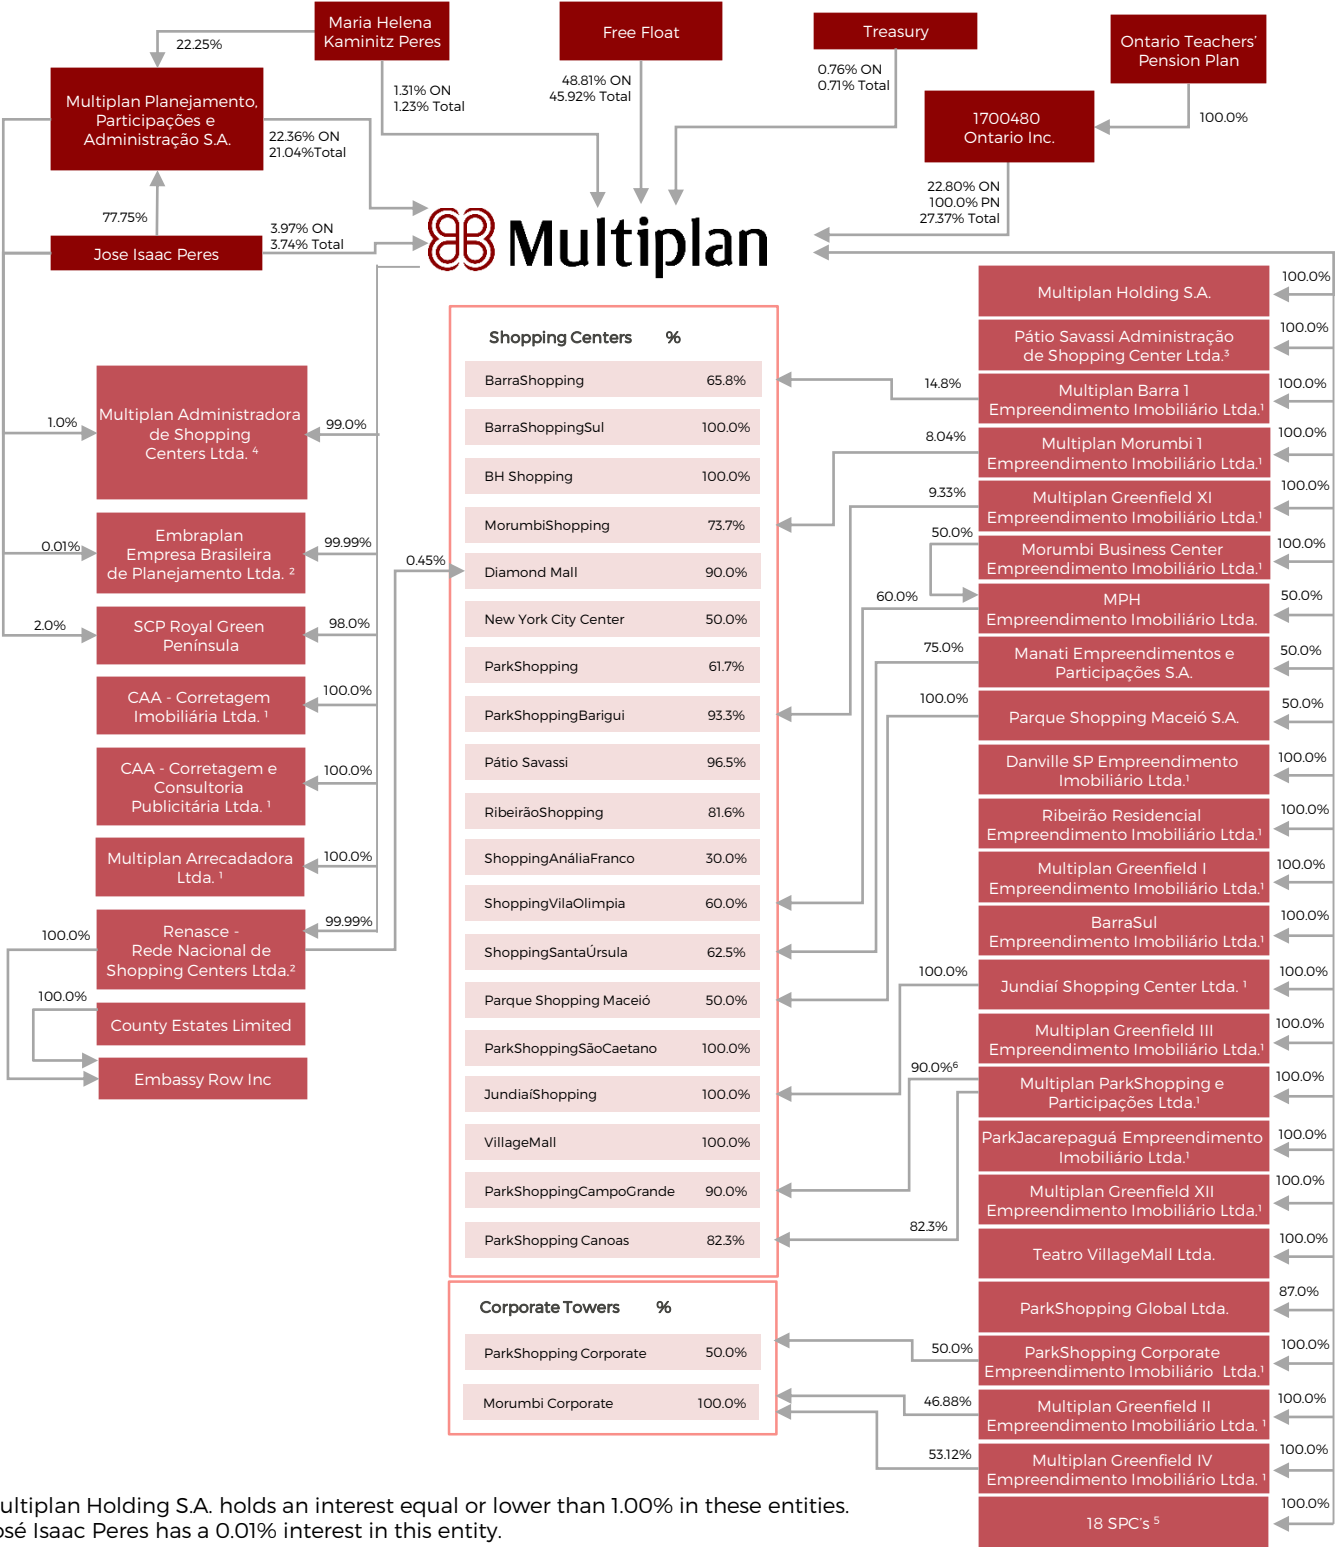 Maria Helena
Kaminitz Peres
Free Float
Treasury
Ontario Teachers'
Pension Plan
22.25%
1.31% ON
1.23% Total
48.81% ON
45.92% Total
0.76% ON
0.71% Total
100.0%
Multiplan Planejamento,
Participações e
Administração S.A.
22.36% ON
21.04%Total
1700480
Ontario Inc.
22.80% ON
100.0% PN
27.37% Total
77.75%
Jose Isaac Peres
3.97% ON
3.74% Total
Multiplan
1.0%
Multiplan Administradora
de Shopping
Centers Ltda. ⁴
99.0%
0.01%
Embraplan
Empresa Brasileira
de Planejamento Ltda. ²
99.99%
2.0%
SCP Royal Green
Península
98.0%
CAA - Corretagem
Imobiliária Ltda. ¹
100.0%
CAA - Corretagem e
Consultoria
Publicitária Ltda. ¹
100.0%
Multiplan Arrecadadora
Ltda. ¹
100.0%
100.0%
Renasce -
Rede Nacional de
Shopping Centers Ltda.²
99.99%
0.45%
100.0%
County Estates Limited
Embassy Row Inc
Shopping Centers %
BarraShopping 65.8%
BarraShoppingSul 100.0%
BH Shopping 100.0%
MorumbiShopping 73.7%
Diamond Mall 90.0%
New York City Center 50.0%
ParkShopping 61.7%
ParkShoppingBarigui 93.3%
Pátio Savassi 96.5%
RibeirãoShopping 81.6%
ShoppingAnáliaFranco 30.0%
ShoppingVilaOlimpia 60.0%
ShoppingSantaÚrsula 62.5%
Parque Shopping Maceió 50.0%
ParkShoppingSãoCaetano 100.0%
JundiaíShopping 100.0%
VillageMall 100.0%
ParkShoppingCampoGrande 90.0%
ParkShopping Canoas 82.3%
Corporate Towers %
ParkShopping Corporate 50.0%
Morumbi Corporate 100.0%
Multiplan Holding S.A.
100.0%
Pátio Savassi Administração
de Shopping Center Ltda.³
100.0%
14.8%
Multiplan Barra 1
Empreendimento Imobiliário Ltda.¹
100.0%
8.04%
Multiplan Morumbi 1
Empreendimento Imobiliário Ltda.¹
100.0%
9.33%
Multiplan Greenfield XI
Empreendimento Imobiliário Ltda.¹
100.0%
50.0%
Morumbi Business Center
Empreendimento Imobiliário Ltda.¹
100.0%
60.0%
MPH
Empreendimento Imobiliário Ltda.
50.0%
75.0%
Manati Empreendimentos e
Participações S.A.
50.0%
100.0%
Parque Shopping Maceió S.A.
50.0%
Danville SP Empreendimento
Imobiliário Ltda.¹
100.0%
Ribeirão Residencial
Empreendimento Imobiliário Ltda.¹
100.0%
Multiplan Greenfield I
Empreendimento Imobiliário Ltda.¹
100.0%
BarraSul
Empreendimento Imobiliário Ltda.¹
100.0%
100.0%
Jundiaí Shopping Center Ltda. ¹
100.0%
Multiplan Greenfield III
Empreendimento Imobiliário Ltda.¹
100.0%
90.0%⁶
Multiplan ParkShopping e
Participações Ltda.¹
100.0%
82.3%
ParkJacarepaguá Empreendimento
Imobiliário Ltda.¹
100.0%
Multiplan Greenfield XII
Empreendimento Imobiliário Ltda.¹
100.0%
Teatro VillageMall Ltda.
100.0%
ParkShopping Global Ltda.
87.0%
50.0%
ParkShopping Corporate
Empreendimento Imobiliário Ltda.¹
100.0%
46.88%
Multiplan Greenfield II
Empreendimento Imobiliário Ltda. ¹
100.0%
53.12%
Multiplan Greenfield IV
Empreendimento Imobiliário Ltda. ¹
100.0%
18 SPC's ⁵
100.0%
ultiplan Holding S.A. holds an interest equal or lower than 1.00% in these entities.
osé Isaac Peres has a 0.01% interest in this entity.